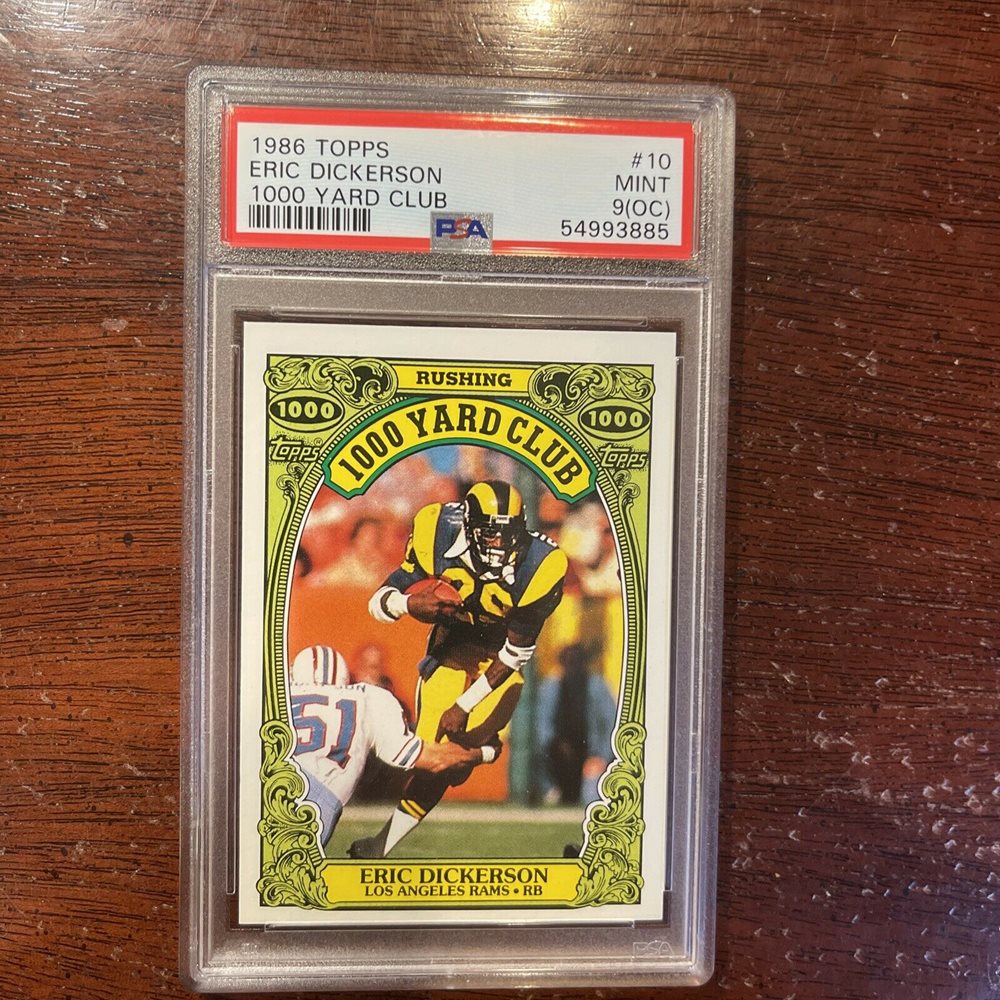 1986 TOPPS
ERIC DICKERSON
1000 YARD CLUB
#10
MINT
9(OC)
54993885
PSA
RUSHING
1000
1000
topps®
topps
1000 YARD CLUB
51
ERIC DICKERSON
LOS ANGELES RAMS • RB
PSA